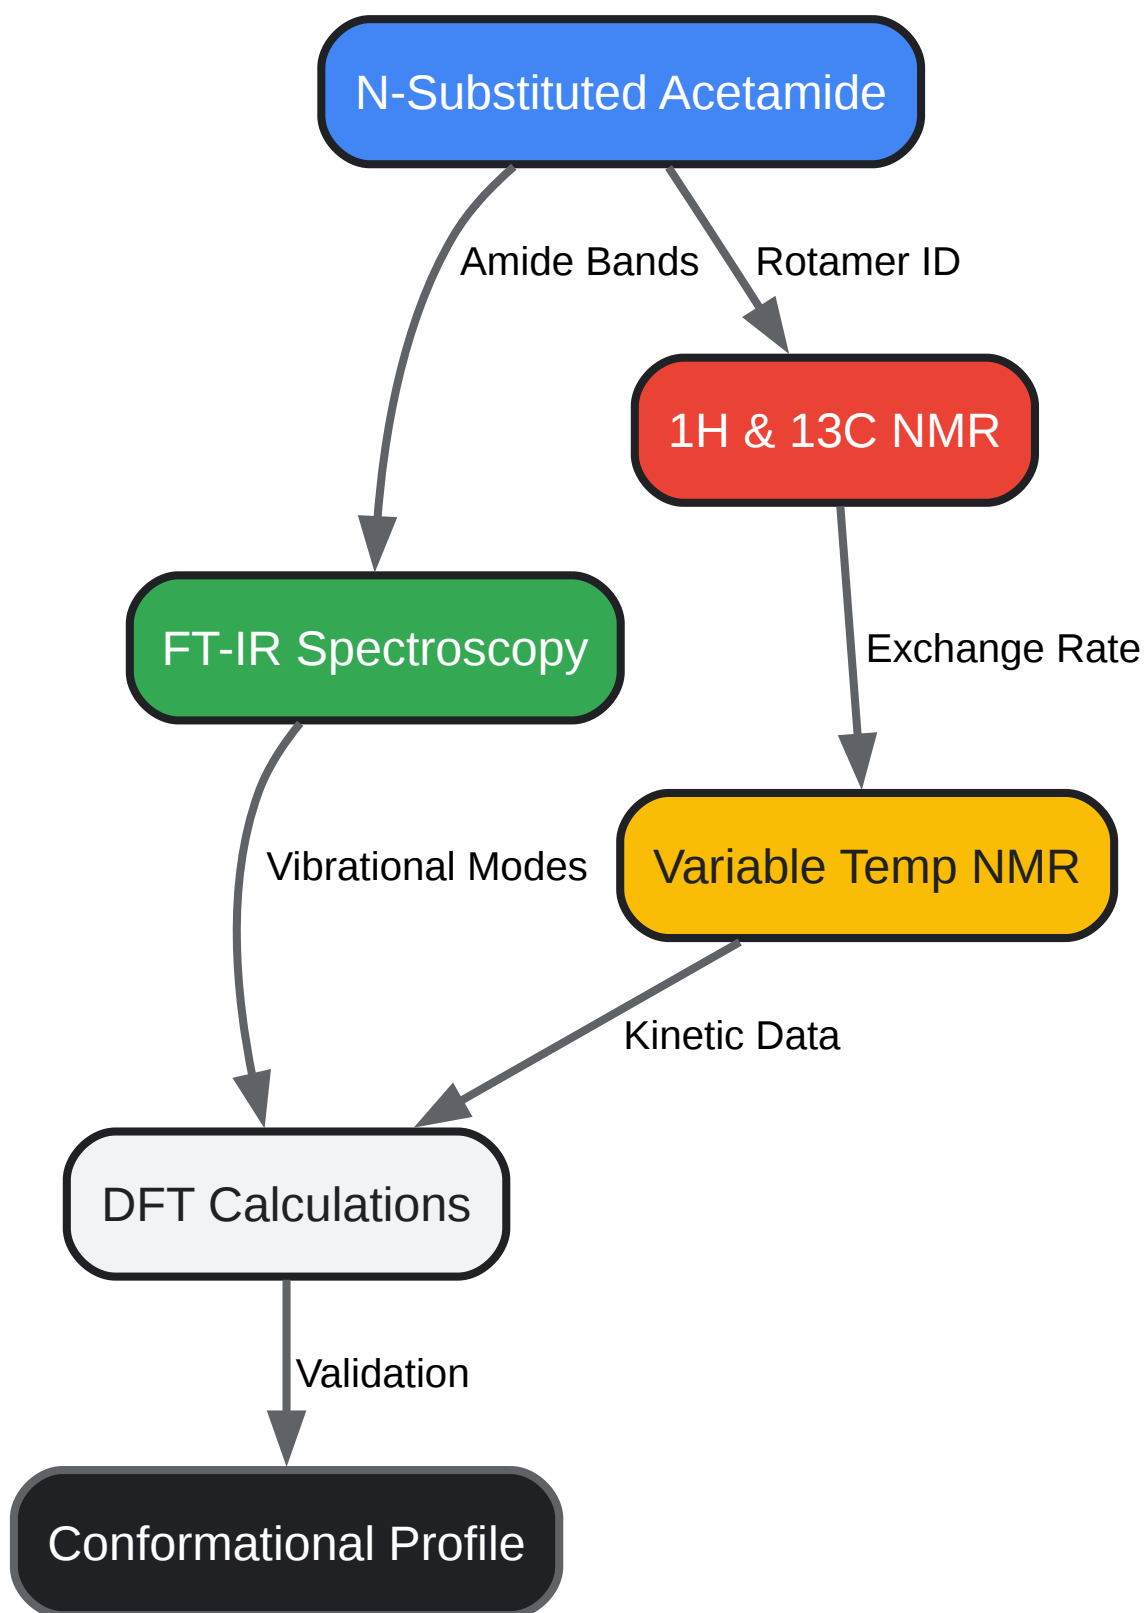 N-Substituted Acetamide
Amide Bands
Rotamer ID
1H & 13C NMR
FT-IR Spectroscopy
Exchange Rate
Vibrational Modes
Variable Temp NMR
Kinetic Data
DFT Calculations
Validation
Conformational Profile